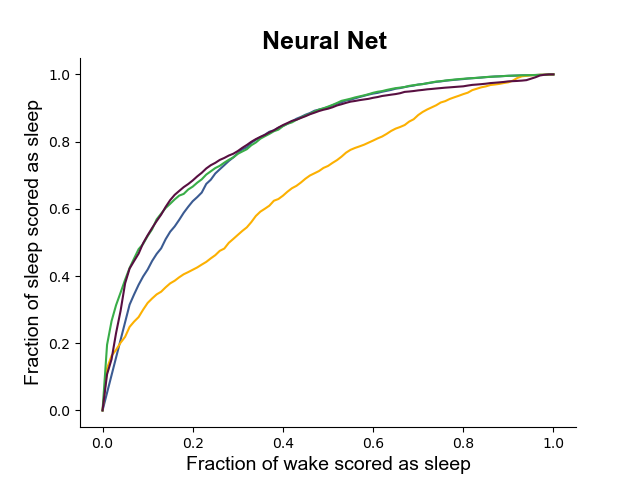 Neural Net
Fraction of sleep scored as sleep
1.0
0.8
0.6
0.4
0.2
0.0
0.0 0.2 0.4 0.6 0.8 1.0
Fraction of wake scored as sleep